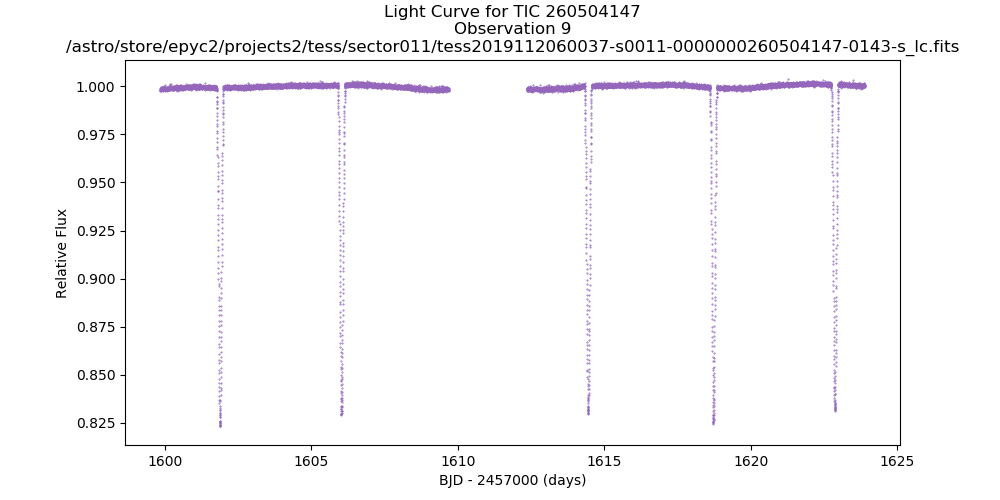 Light Curve for TIC 260504147
Observation 9
/astro/store/epyc2/projects2/tess/sector011/tess2019112060037-s0011-0000000260504147-0143-s_lc.fits
1.000
0.975
0.950
0.925
0.900
0.875
0.850
0.825
Relative Flux
1600
1605
1610
1615
1620
1625
BJD - 2457000 (days)